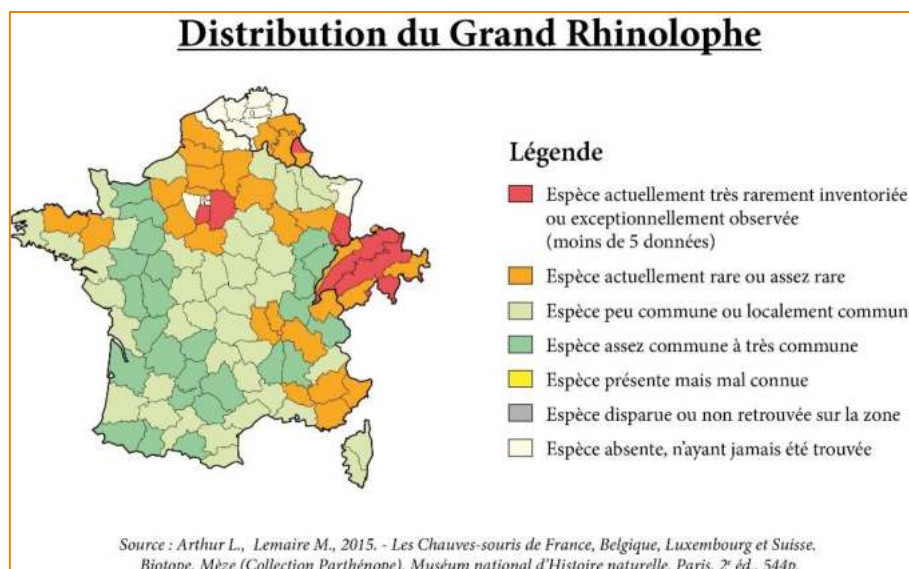 Distribution du Grand Rhinolophe
Légende
Espèce actuellement très rarement inventoriée
ou exceptionnellement observée
(moins de 5 données)
Espèce actuellement rare ou assez rare
Espèce peu commune ou localement commun
Espèce assez commune à très commune
Espèce présente mais mal connue
Espèce disparue ou non retrouvée sur la zone
Espèce absente, n'ayant jamais été trouvée
Source : Arthur L., Lemaire M., 2015. - Les Chauves-souris de France, Belgique, Luxembourg et Suisse.
Biotope, Mèze (Collection Parthénope), Muséum national d'Histoire naturelle, Paris, 2e éd., 544p.